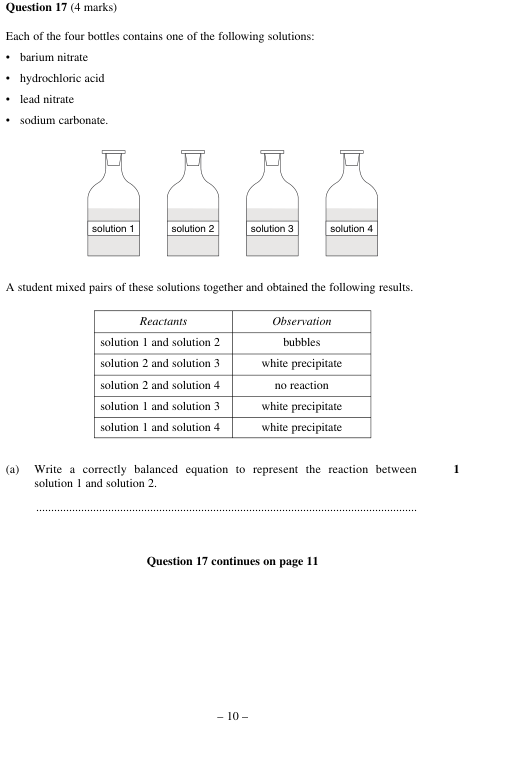 Question 17 (4 marks)
Each of the four bottles contains one of the following solutions:
• barium nitrate
• hydrochloric acid
• lead nitrate
• sodium carbonate.
solution 1 solution 2 solution 3 solution 4
A student mixed pairs of these solutions together and obtained the following results.
Reactants Observation
solution 1 and solution 2 bubbles
solution 2 and solution 3 white precipitate
solution 2 and solution 4 no reaction
solution 1 and solution 3 white precipitate
solution 1 and solution 4 white precipitate
(a) Write a correctly balanced equation to represent the reaction between 1
solution 1 and solution 2.
Question 17 continues on page 11
– 10 –